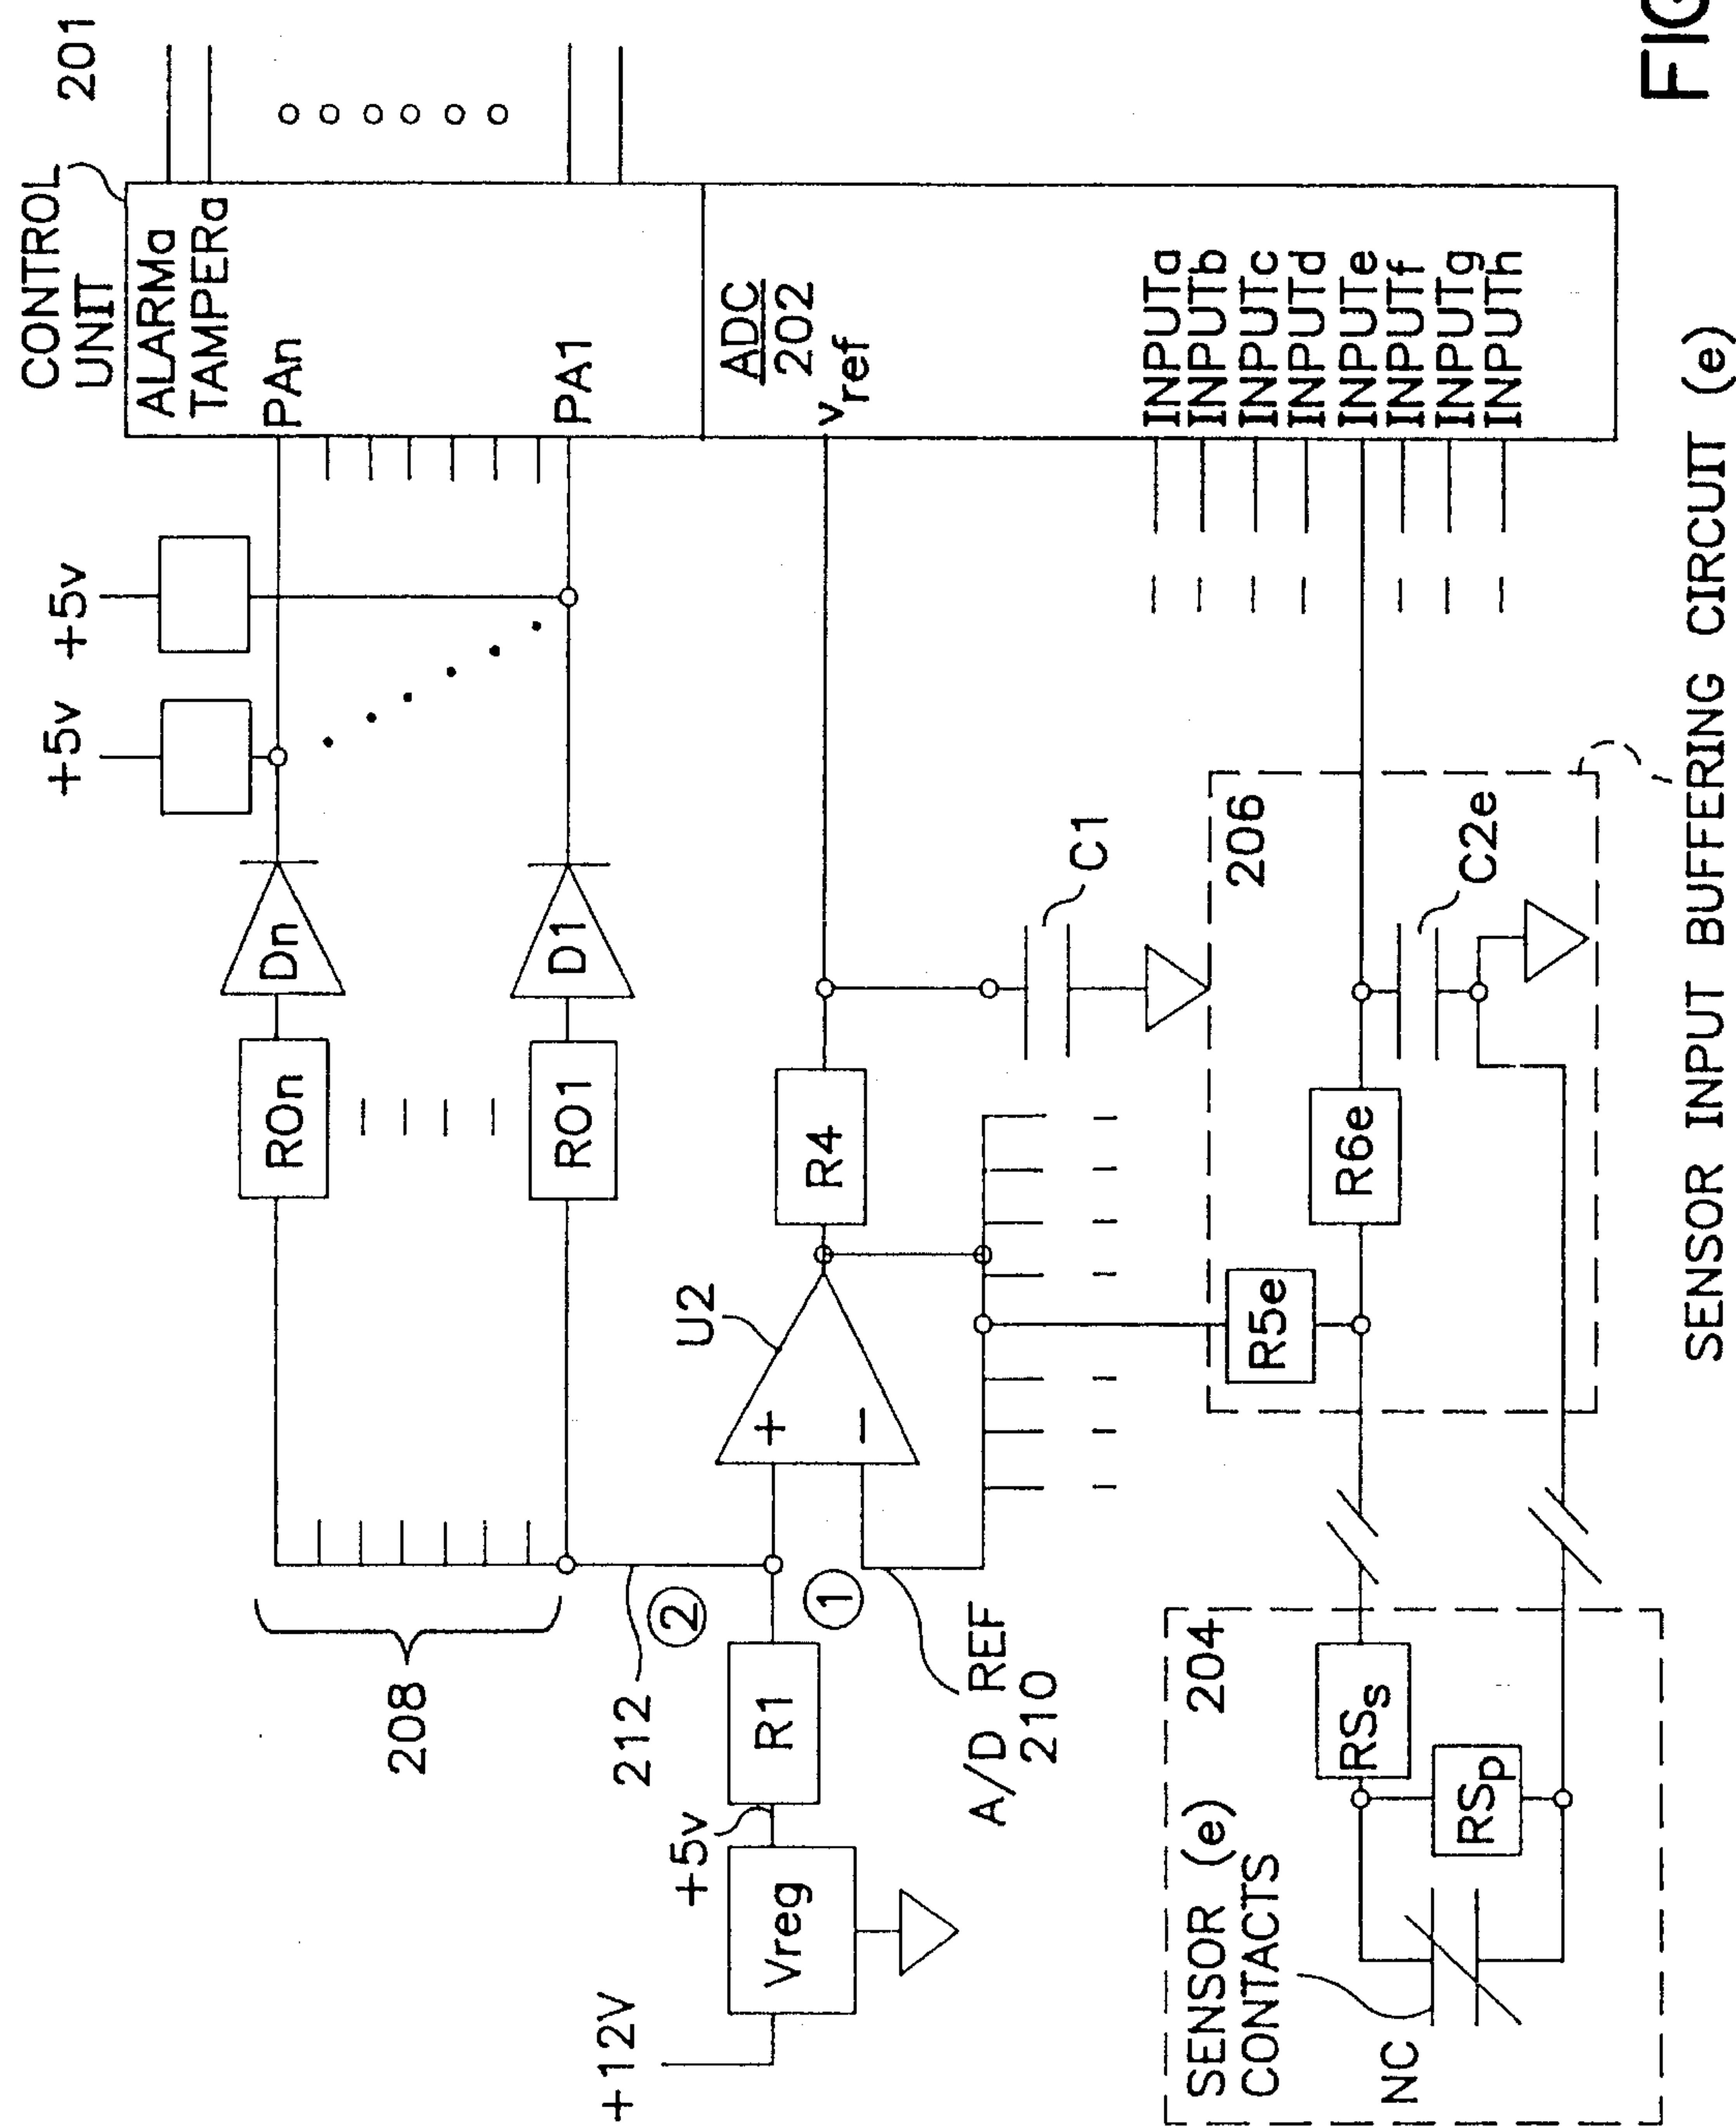 CONTROL
UNIT
201
ALARMa
TAMPERa
PAn
PA1
+5v
+5v
Dn
D1
ROn
RO1
208
212
2
1
ADC
202
vref
INPUTa
INPUTb
INPUTc
INPUTd
INPUTe
INPUTf
INPUTg
INPUTh
U2
+
−
R4
C1
+12V
Vreg
+5v
R1
A/D REF
210
206
R5e
R6e
C2e
SENSOR (e)
CONTACTS
204
NC
RSs
RSp
SENSOR INPUT BUFFERING CIRCUIT (e)